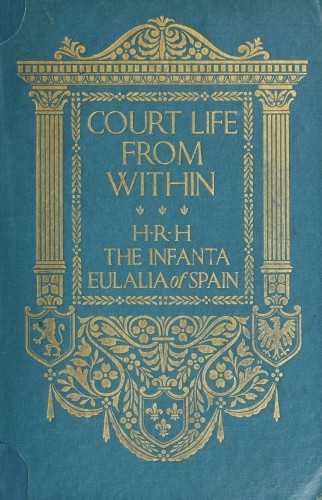 COURT LIFE
FROM
WITHIN
H·R·H
THE INFANTA
EULALIA of SPAIN